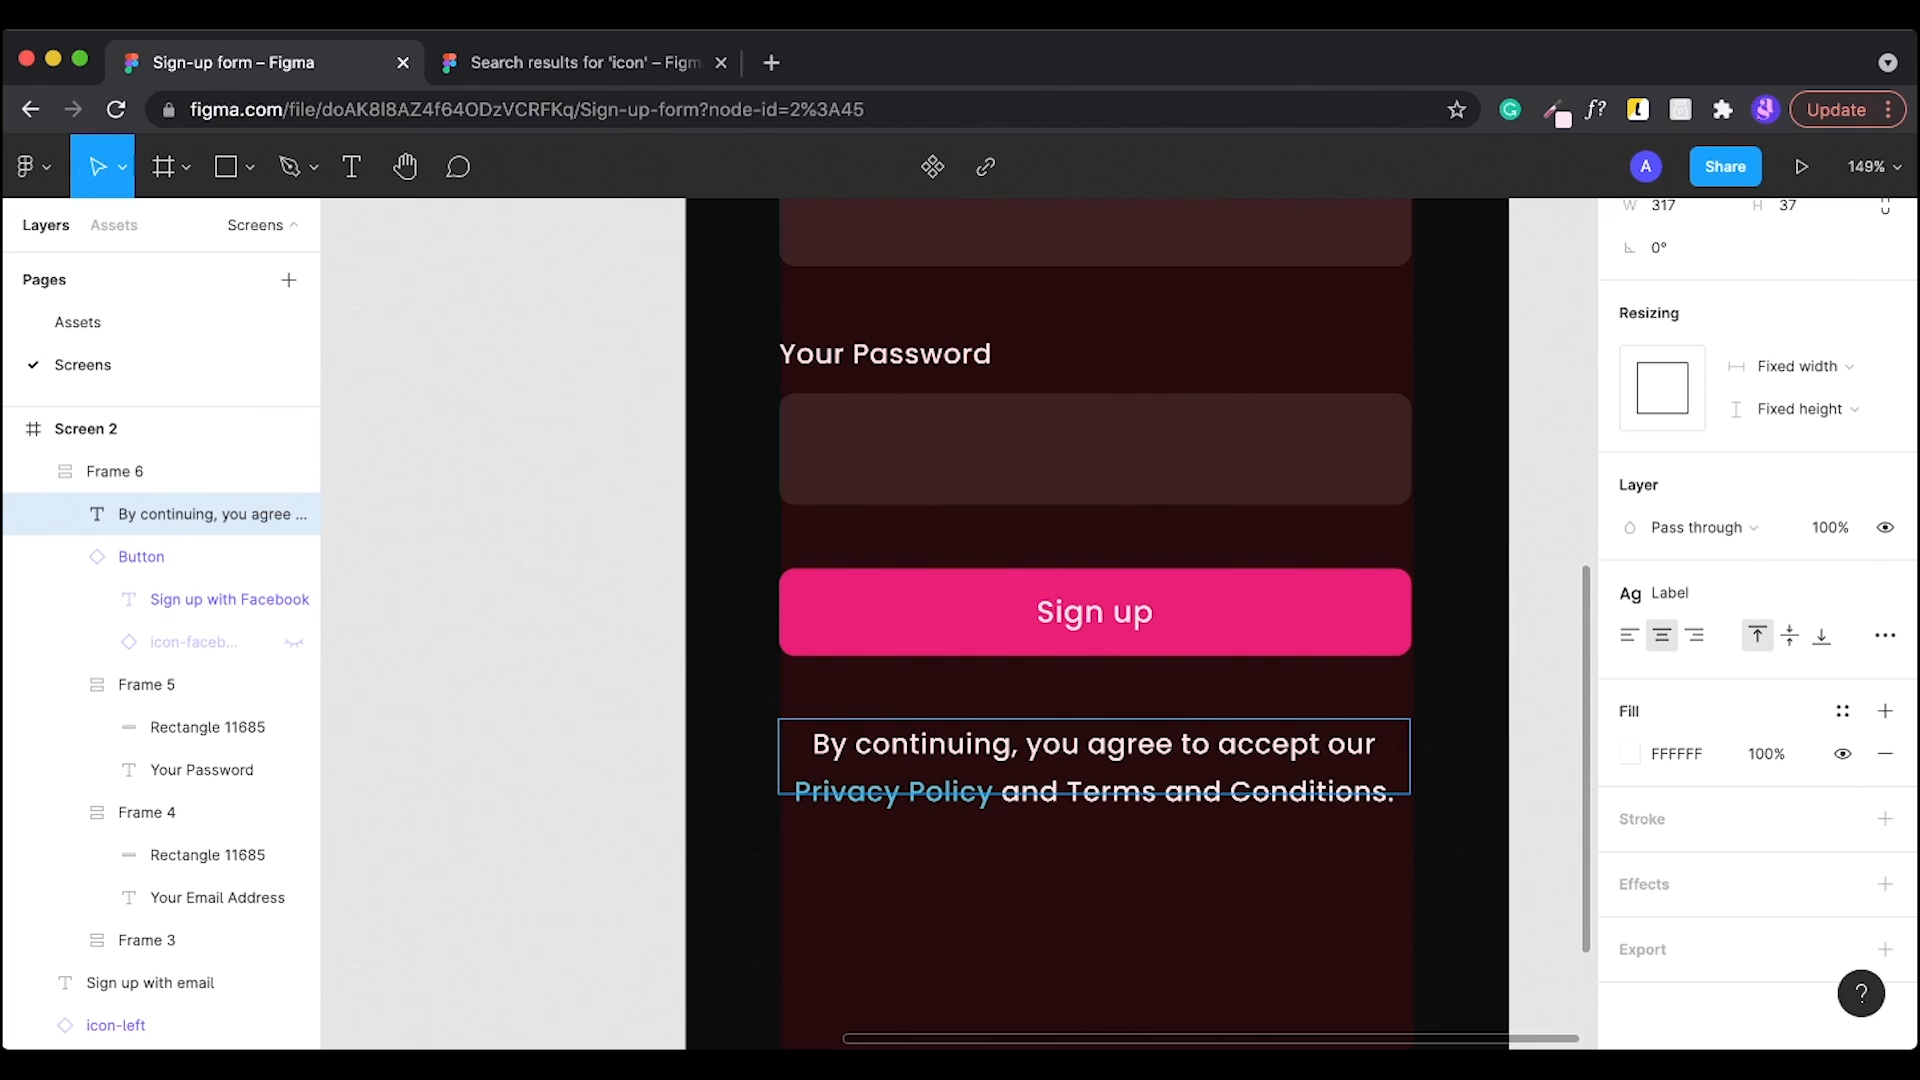 Sign-up form – Figma
Search results for 'icon' – Figm
figma.com/file/doAK8I8AZ4f64ODzVCRFKq/Sign-up-form?node-id=2%3A45
f?
Update
T
A
Share
149%
Layers
Assets
Screens
Pages
Assets
Screens
Screen 2
Frame 6
By continuing, you agree ...
Button
Sign up with Facebook
icon-faceb...
Frame 5
Rectangle 11685
Your Password
Frame 4
Rectangle 11685
Your Email Address
Frame 3
Sign up with email
icon-left
Your Password
Sign up
By continuing, you agree to accept our
Privacy Policy and Terms and Conditions.
W 317 H 37
0°
Resizing
Fixed width
Fixed height
Layer
Pass through 100%
Ag Label
Fill
FFFFFF 100%
Stroke
Effects
Export
?